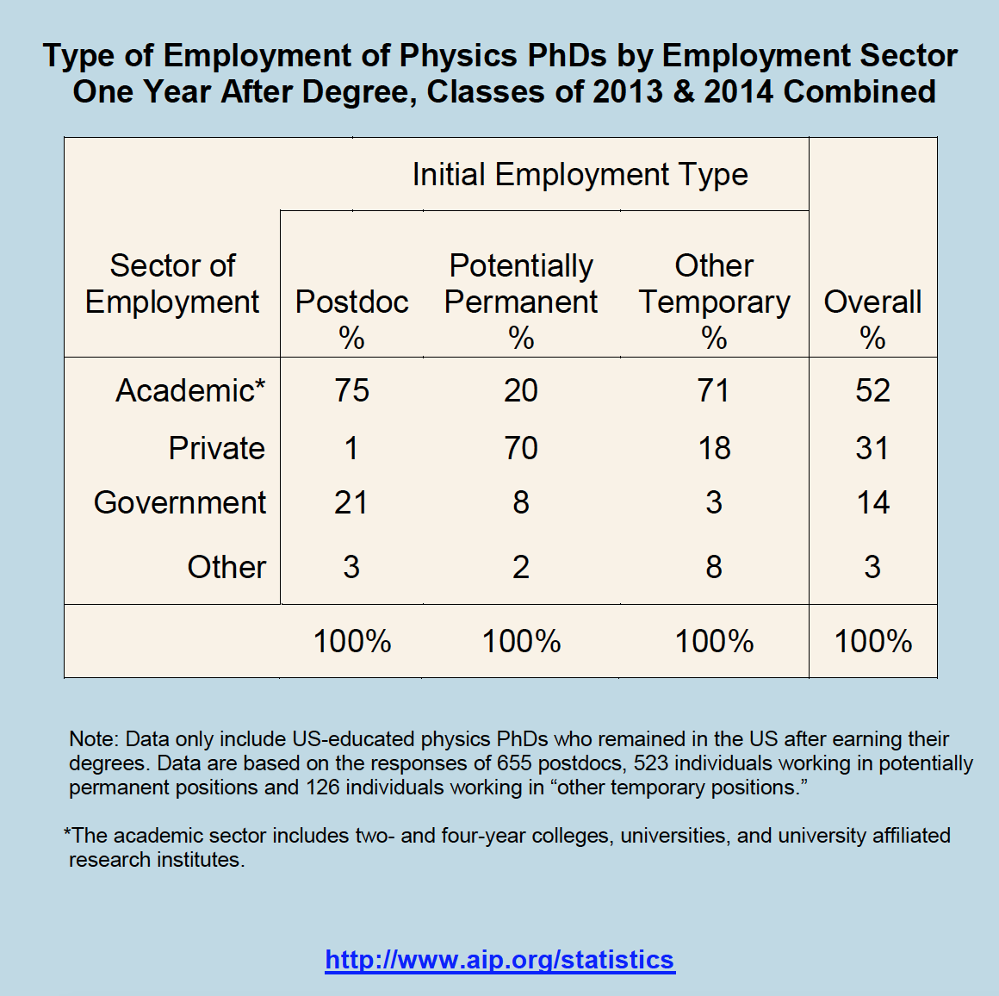 Type of Employment of Physics PhDs by Employment Sector
One Year After Degree, Classes of 2013 & 2014 Combined
Initial Employment Type
Sector of
Employment
Postdoc
%
Potentially
Permanent
%
Other
Temporary
%
Overall
%
Academic* 75 20 71 52
Private 1 70 18 31
Government 21 8 3 14
Other 3 2 8 3
100% 100% 100% 100%
Note: Data only include US-educated physics PhDs who remained in the US after earning their
degrees. Data are based on the responses of 655 postdocs, 523 individuals working in potentially
permanent positions and 126 individuals working in “other temporary positions.”
*The academic sector includes two- and four-year colleges, universities, and university affiliated
research institutes.
http://www.aip.org/statistics